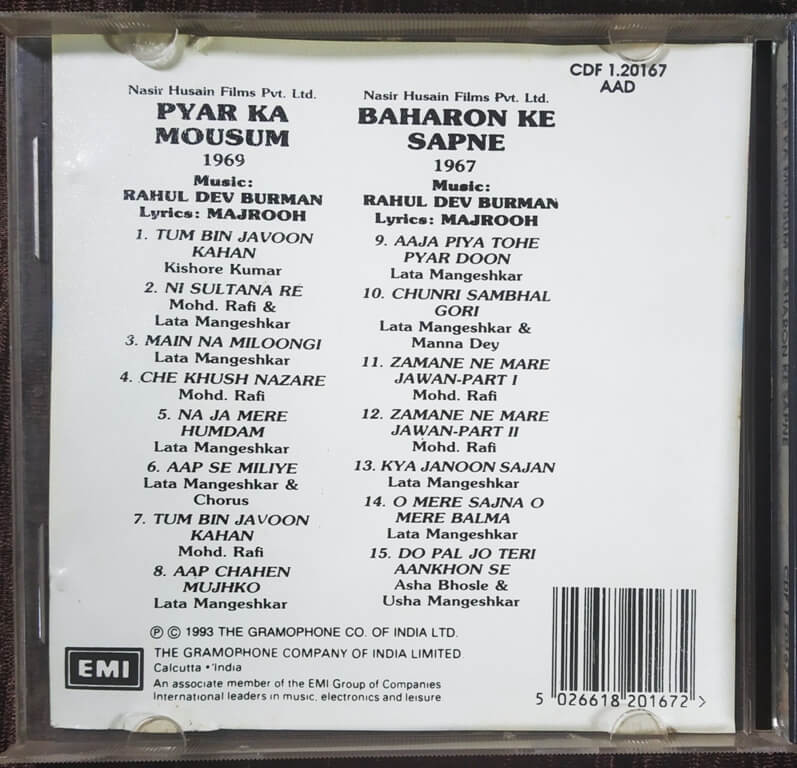 CDF 1.20167
AAD
Nasir Husain Films Pvt. Ltd.
PYAR KA
MOUSUM
1969
Music:
RAHUL DEV BURMAN
Lyrics: MAJROOH
1. TUM BIN JAVOON
KAHAN
Kishore Kumar
2. NI SULTANA RE
Mohd. Rafi &
Lata Mangeshkar
3. MAIN NA MILOONGI
Lata Mangeshkar
4. CHE KHUSH NAZARE
Mohd. Rafi
5. NA JA MERE
HUMDAM
Lata Mangeshkar
6. AAP SE MILIYE
Lata Mangeshkar &
Chorus
7. TUM BIN JAVOON
KAHAN
Mohd. Rafi
8. AAP CHAHEN
MUJHKO
Lata Mangeshkar
Nasir Husain Films Pvt. Ltd.
BAHARON KE
SAPNE
1967
Music:
RAHUL DEV BURMAN
Lyrics: MAJROOH
9. AAJA PIYA TOHE
PYAR DOON
Lata Mangeshkar
10. CHUNRI SAMBHAL
GORI
Lata Mangeshkar &
Manna Dey
11. ZAMANE NE MARE
JAWAN-PART I
Mohd. Rafi
12. ZAMANE NE MARE
JAWAN-PART II
Mohd. Rafi
13. KYA JANOON SAJAN
Lata Mangeshkar
14. O MERE SAJNA O
MERE BALMA
Lata Mangeshkar
15. DO PAL JO TERI
AANKHON SE
Asha Bhosle &
Usha Mangeshkar
℗ © 1993 THE GRAMOPHONE CO. OF INDIA LTD.
EMI
THE GRAMOPHONE COMPANY OF INDIA LIMITED
Calcutta • India
An associate member of the EMI Group of Companies
International leaders in music, electronics and leisure
5 026618 201672 >
BAHARON KE SAPNE